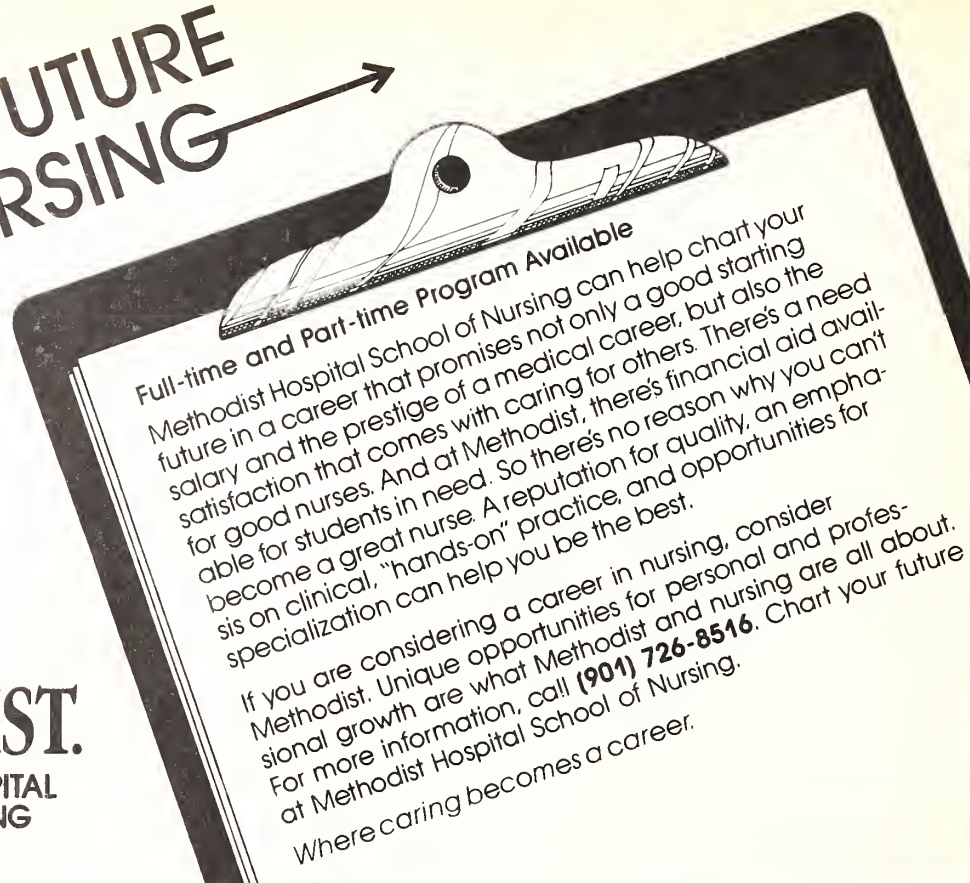 UTURE
RSING
Full-time and Part-time Program Available
Methodist Hospital School of Nursing can help chart your
future in a career that promises not only a good starting
salary and the prestige of a medical career, but also the
satisfaction that comes with caring for others. There's a need
for good nurses. And at Methodist, there's financial aid avail-
able for students in need. So there's no reason why you can't
become a great nurse. A reputation for quality, an empha-
sis on clinical, "hands-on" practice, and opportunities for
specialization can help you be the best.
If you are considering a career in nursing, consider
Methodist. Unique opportunities for personal and profes-
sional growth are what Methodist and nursing are all about.
For more information, call (901) 726-8516. Chart your future
at Methodist Hospital School of Nursing.
Where caring becomes a career.
IST.
PITAL
NG